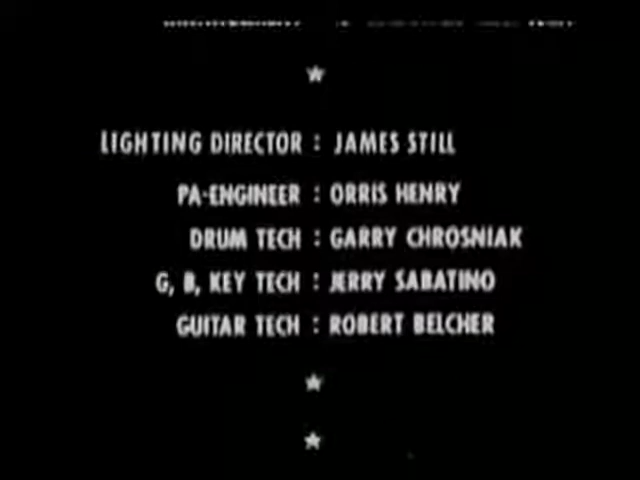 LIGHTING DIRECTOR : JAMES STILL
PA-ENGINEER : ORRIS HENRY
DRUM TECH : GARRY CHROSNIAK
G, B, KEY TECH : JERRY SABATINO
GUITAR TECH : ROBERT BELCHER